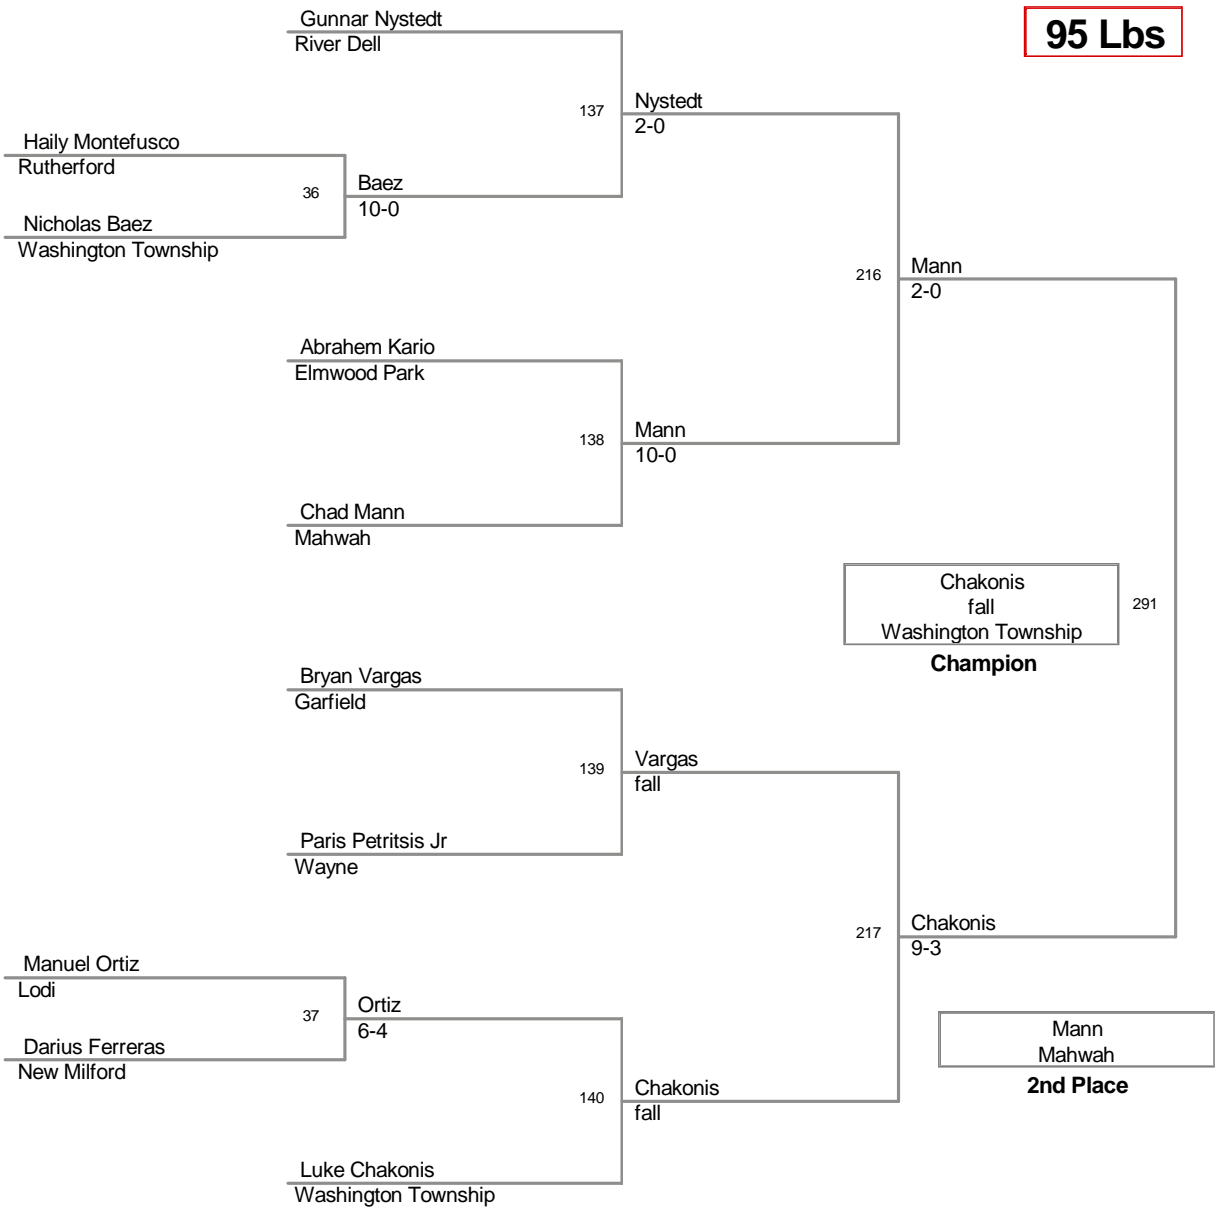 Gunnar Nystedt
River Dell
95 Lbs
137
Nystedt
2-0
Haily Montefusco
Rutherford
36
Baez
10-0
Nicholas Baez
Washington Township
216
Mann
2-0
Abrahem Kario
Elmwood Park
138
Mann
10-0
Chad Mann
Mahwah
Chakonis
fall
Washington Township
Champion
291
Bryan Vargas
Garfield
139
Vargas
fall
Paris Petritsis Jr
Wayne
217
Chakonis
9-3
Manuel Ortiz
Lodi
37
Ortiz
6-4
Darius Ferreras
New Milford
Mann
Mahwah
2nd Place
140
Chakonis
fall
Luke Chakonis
Washington Township